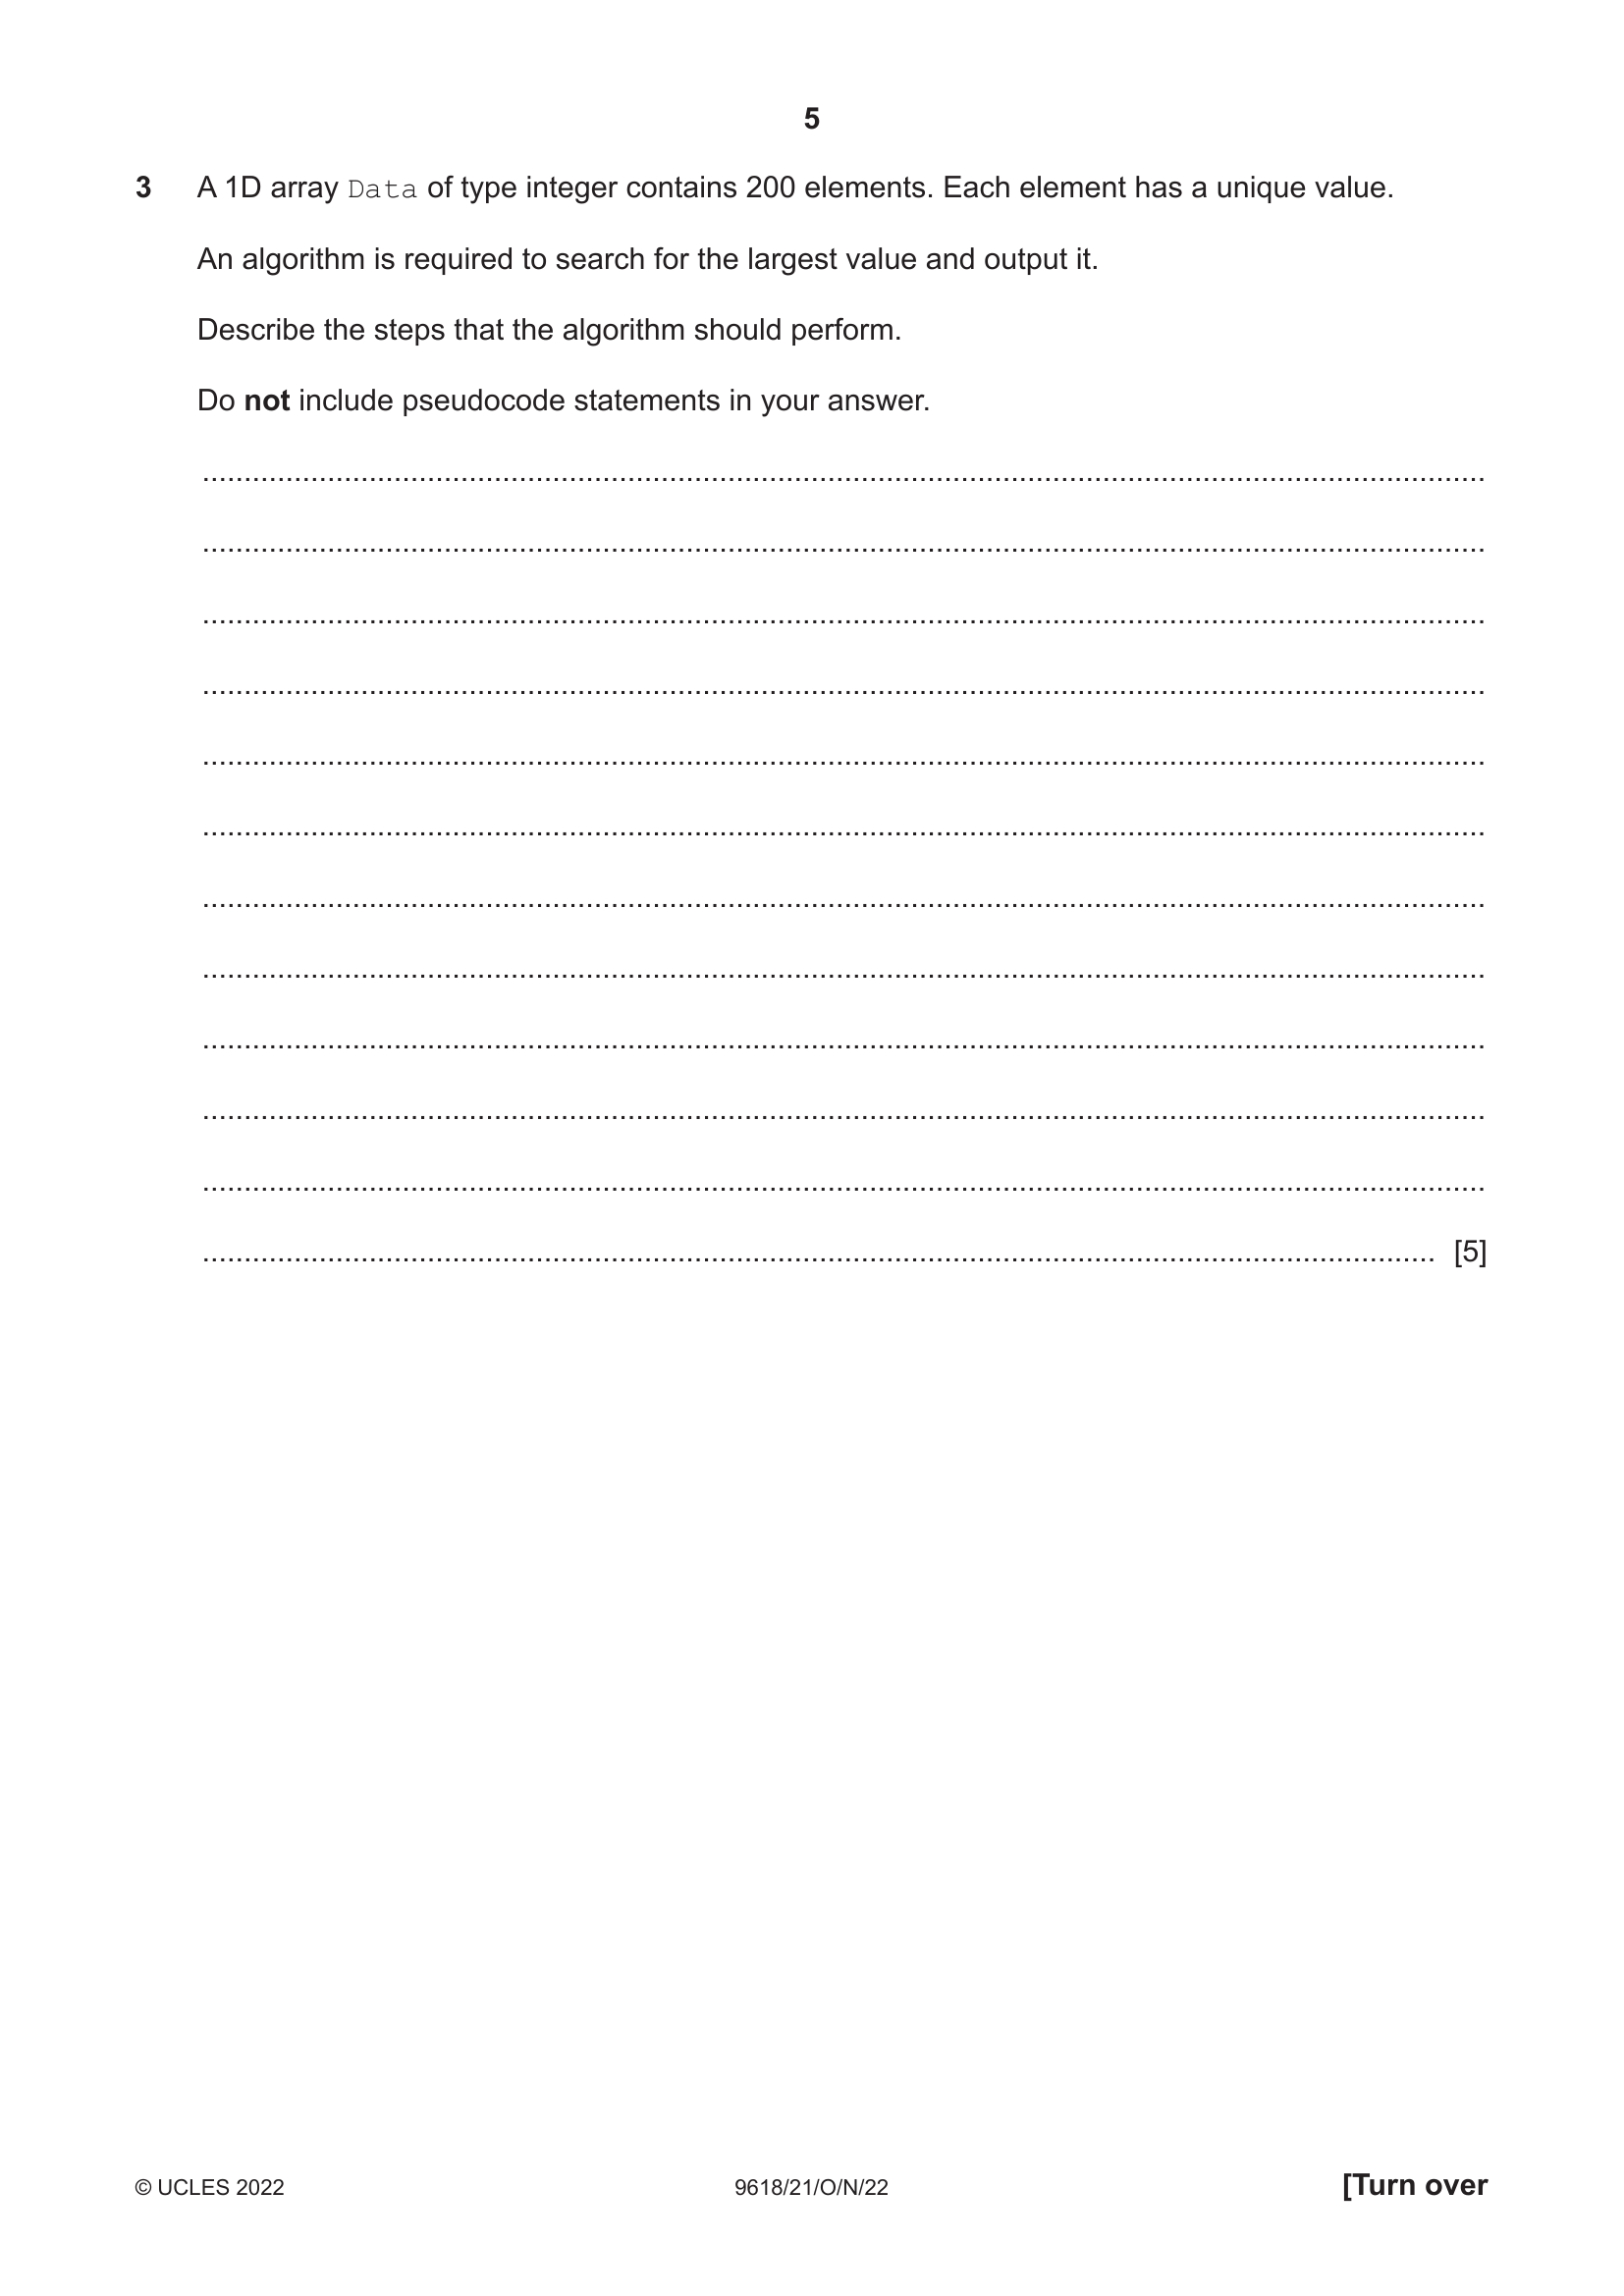 5
3 A 1D array Data of type integer contains 200 elements. Each element has a unique value.
An algorithm is required to search for the largest value and output it.
Describe the steps that the algorithm should perform.
Do not include pseudocode statements in your answer.
...................................................................................................................................................
...................................................................................................................................................
...................................................................................................................................................
...................................................................................................................................................
...................................................................................................................................................
...................................................................................................................................................
...................................................................................................................................................
...................................................................................................................................................
...................................................................................................................................................
...................................................................................................................................................
...................................................................................................................................................
............................................................................................................................................. [5]
© UCLES 2022 9618/21/O/N/22 [Turn over